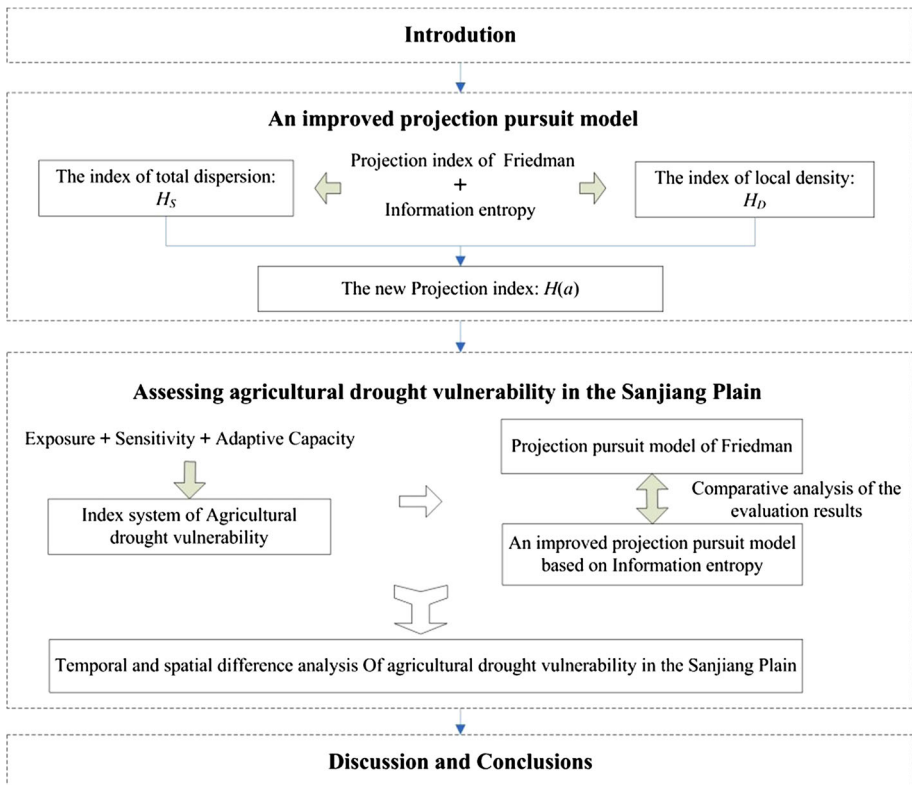 Introdution
An improved projection pursuit model
The index of total dispersion:
H_S
Projection index of Friedman
+
Information entropy
The index of local density:
H_D
The new Projection index: H(a)
Assessing agricultural drought vulnerability in the Sanjiang Plain
Exposure + Sensitivity + Adaptive Capacity
Index system of Agricultural
drought vulnerability
Projection pursuit model of Friedman
Comparative analysis of the
evaluation results
An improved projection pursuit model
based on Information entropy
Temporal and spatial difference analysis Of agricultural drought vulnerability in the Sanjiang Plain
Discussion and Conclusions